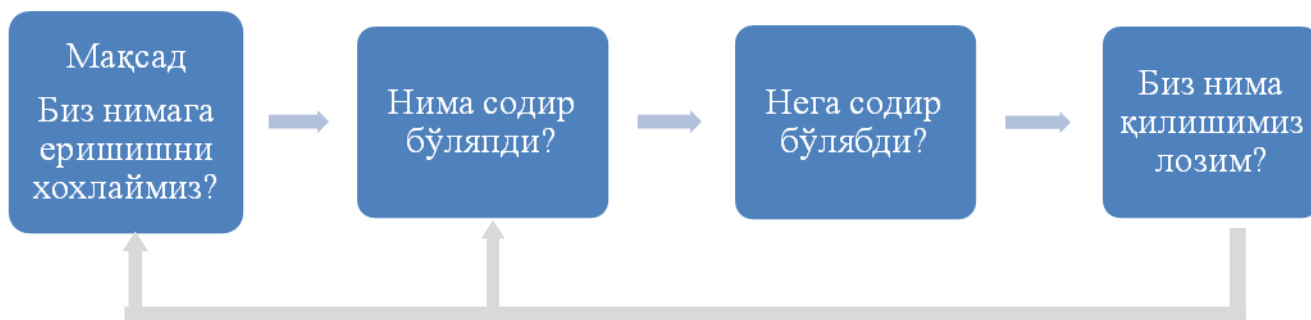 Мақсад
Биз нимага
еришишни
хохлаймиз?
Нима содир
бўляпди?
Нега содир
бўлябди?
Биз нима
қилишимиз
лозим?